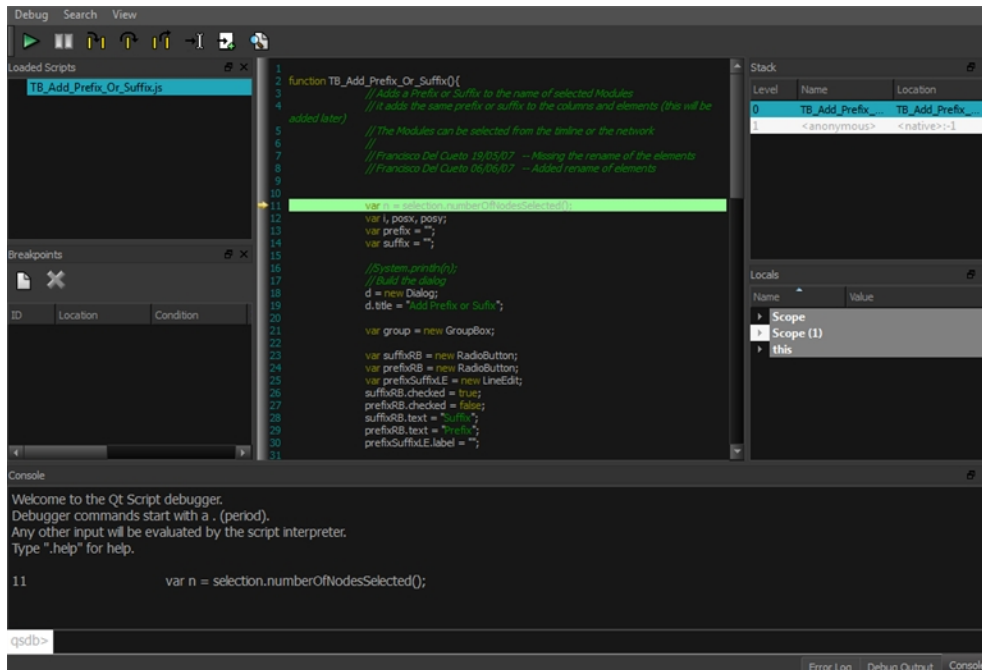 Debug Search View
Loaded Scripts
TB_Add_Prefix_Or_Suffix.js
Breakpoints
ID Location Condition
1
2 function TB_Add_Prefix_Or_Suffix(){
3 // Adds a Prefix or Suffix to the name of selected Modules
4 // it adds the same prefix or suffix to the columns and elements (this will be
added later)
5 // The Modules can be selected from the timline or the network
6 //
7 // Francisco Del Cueto 19/05/07 -- Missing the rename of the elements
8 // Francisco Del Cueto 06/06/07 -- Added rename of elements
9
10
11 var n = selection.numberOfNodesSelected();
12 var i, posx, posy;
13 var prefix = "";
14 var suffix = "";
15
16 //System.println(n);
17 // Build the dialog
18 d = new Dialog;
19 d.title = "Add Prefix or Sufix";
20
21 var group = new GroupBox;
22
23 var suffixRB = new RadioButton;
24 var prefixRB = new RadioButton;
25 var prefixSuffixLE = new LineEdit;
26 suffixRB.checked = true;
27 prefixRB.checked = false;
28 suffixRB.text = "Suffix";
29 prefixRB.text = "Prefix";
30 prefixSuffixLE.label = "";
31
Stack
Level Name Location
0 TB_Add_Prefix_... TB_Add_Prefix_...
1 <anonymous> <native>:-1
Locals
Name Value
Scope
Scope (1)
this
Console
Welcome to the Qt Script debugger.
Debugger commands start with a . (period).
Any other input will be evaluated by the script interpreter.
Type ".help" for help.
11 var n = selection.numberOfNodesSelected();
qsdb>
Error Log Debug Output Console